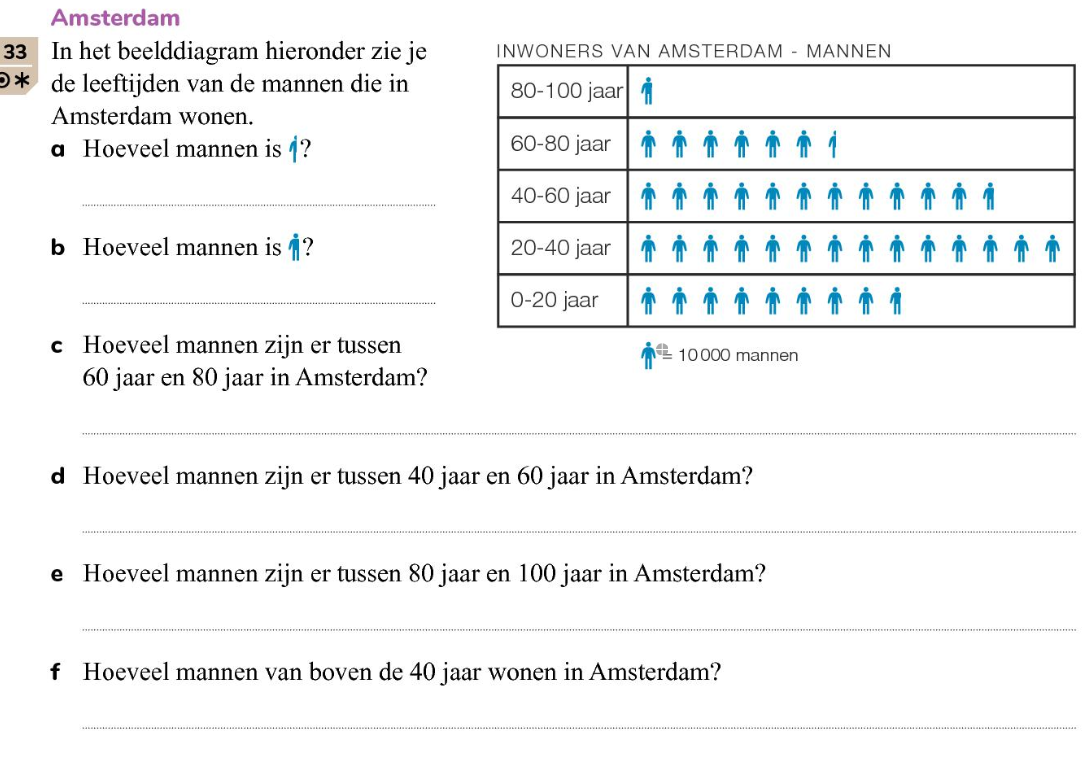 Amsterdam
33 In het beelddiagram hieronder zie je
de leeftijden van de mannen die in
Amsterdam wonen.
a Hoeveel mannen is ?
b Hoeveel mannen is ?
c Hoeveel mannen zijn er tussen
60 jaar en 80 jaar in Amsterdam?
INWONERS VAN AMSTERDAM - MANNEN
80-100 jaar
60-80 jaar
40-60 jaar
20-40 jaar
0-20 jaar
= 10 000 mannen
d Hoeveel mannen zijn er tussen 40 jaar en 60 jaar in Amsterdam?
e Hoeveel mannen zijn er tussen 80 jaar en 100 jaar in Amsterdam?
f Hoeveel mannen van boven de 40 jaar wonen in Amsterdam?